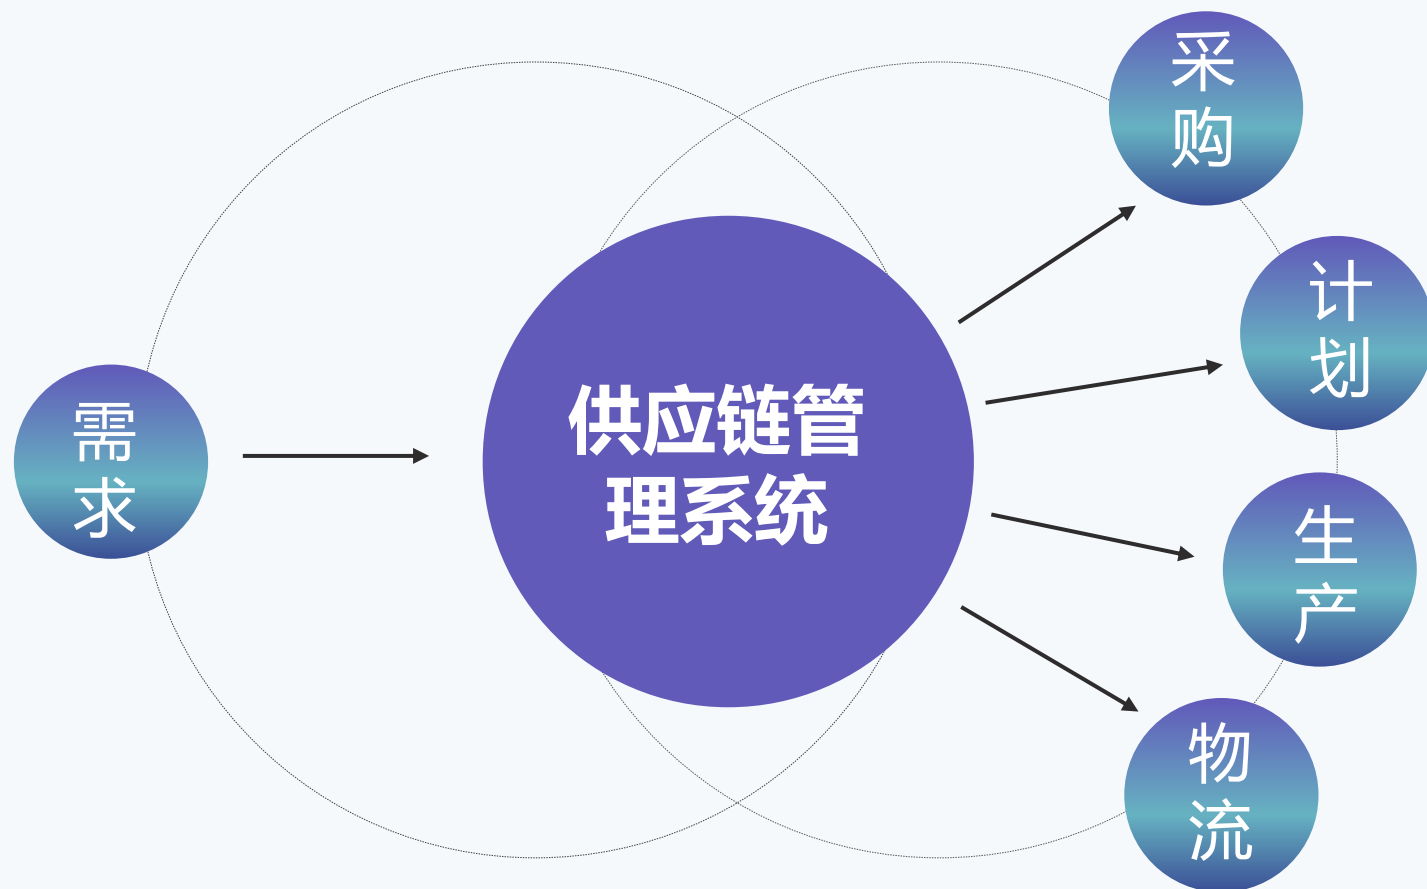 需
求
供应链管
理系统
采
购
计
划
生
产
物
流